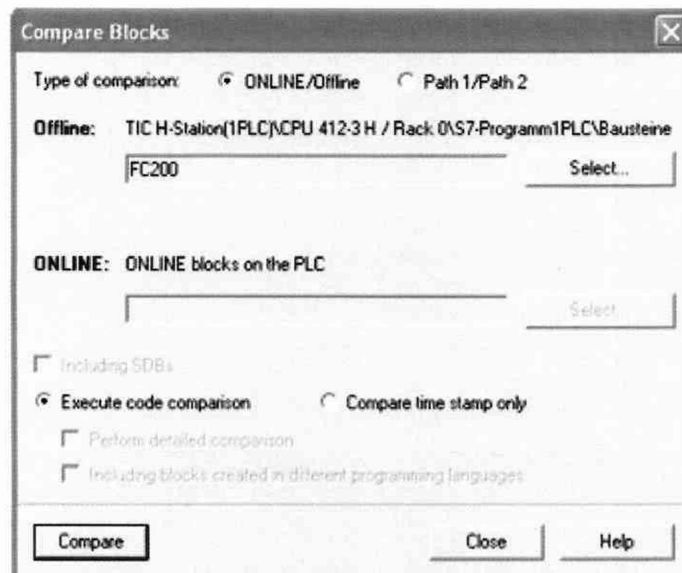 Compare Blocks
Type of comparison: ONLINE/Offline Path 1/Path 2
Offline: TIC H-Station(1PLC)\CPU 412-3 H / Rack 0\S7-Programm1PLC\Bausteine
FC200 Select...
ONLINE: ONLINE blocks on the PLC
Select...
Including SDBs
Execute code comparison Compare time stamp only
Perform detailed comparison
Including blocks created in different programming languages
Compare Close Help